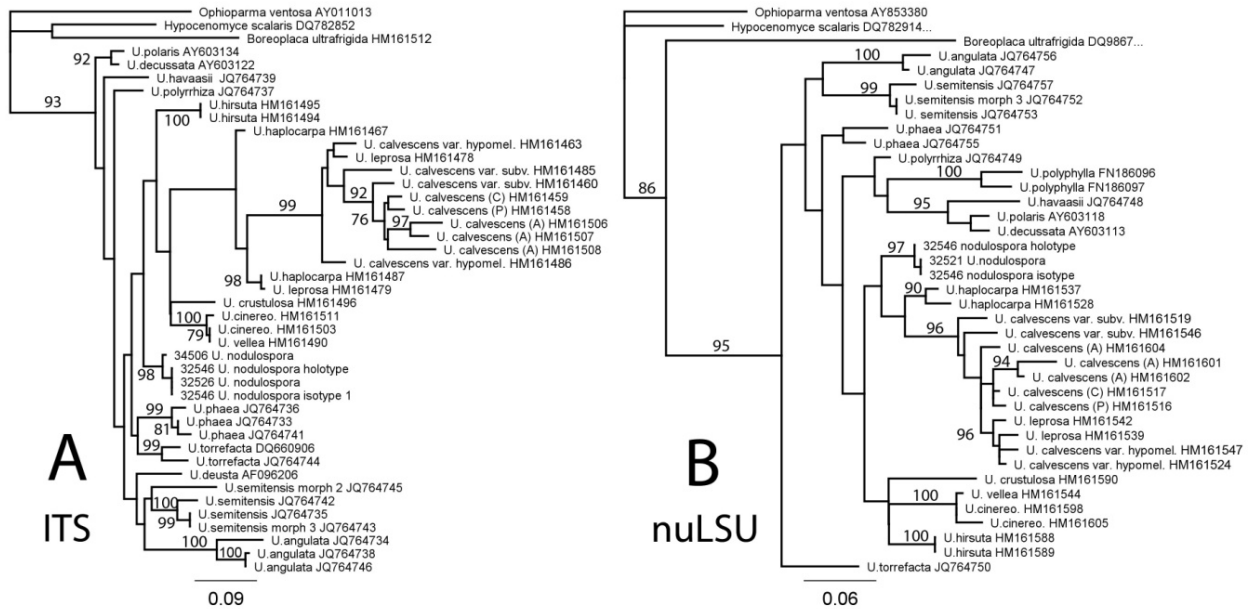 Ophioparma ventosa AY011013
Hypocenomyce scalaris DQ782852
Boreoplaca ultrafrigida HM161512
92
U.polaris AY603134
U.decussata AY603122
U.havaasii JQ764739
93
U.polyrrhiza JQ764737
U.hirsuta HM161495
100
U.hirsuta HM161494
U.haplocarpa HM161467
U. calvescens var. hypomel. HM161463
U. leprosa HM161478
U. calvescens var. subv. HM161485
92
U. calvescens var. subv. HM161460
U. calvescens (C) HM161459
99
U. calvescens (P) HM161458
76
97
U. calvescens (A) HM161506
U. calvescens (A) HM161507
U. calvescens (A) HM161508
U. calvescens var. hypomel. HM161486
98
U.haplocarpa HM161487
U. leprosa HM161479
U. crustulosa HM161496
100
U.cinereo. HM161511
79
U.cinereo. HM161503
U. vellea HM161490
34506 U. nodulospora
98
32546 U. nodulospora holotype
32526 U. nodulospora
32546 U. nodulospora isotype 1
99
U.phaea JQ764736
81
U.phaea JQ764733
U.phaea JQ764741
99
U.torrefacta DQ660906
U.torrefacta JQ764744
U.deusta AF096206
U.semitensis morph 2 JQ764745
100
U.semitensis JQ764742
99
U.semitensis JQ764735
U.semitensis morph 3 JQ764743
100
U.angulata JQ764734
100
U.angulata JQ764738
U.angulata JQ764746
A
ITS
0.09
Ophioparma ventosa AY853380
Hypocenomyce scalaris DQ782914...
Boreoplaca ultrafrigida DQ9867...
100
U.angulata JQ764756
U.angulata JQ764747
99
U.semitensis JQ764757
U.semitensis morph 3 JQ764752
U. semitensis JQ764753
U.phaea JQ764751
U.phaea JQ764755
U.polyrrhiza JQ764749
100
U.polyphylla FN186096
U.polyphylla FN186097
86
95
U.havaasii JQ764748
U.polaris AY603118
U.decussata AY603113
97
32546 nodulospora holotype
32521 U.nodulospora
32546 nodulospora isotype
90
U.haplocarpa HM161537
U.haplocarpa HM161528
U. calvescens var. subv. HM161519
96
U. calvescens var. subv. HM161546
U. calvescens (A) HM161604
95
94
U. calvescens (A) HM161601
U. calvescens (A) HM161602
U. calvescens (C) HM161517
U. calvescens (P) HM161516
U. leprosa HM161542
96
U. leprosa HM161539
U. calvescens var. hypomel. HM161547
U. calvescens var. hypomel. HM161524
U. crustulosa HM161590
100
U. vellea HM161544
U.cinereo. HM161598
U.cinereo. HM161605
100
U.hirsuta HM161588
U.hirsuta HM161589
U.torrefacta JQ764750
B
nuLSU
0.06